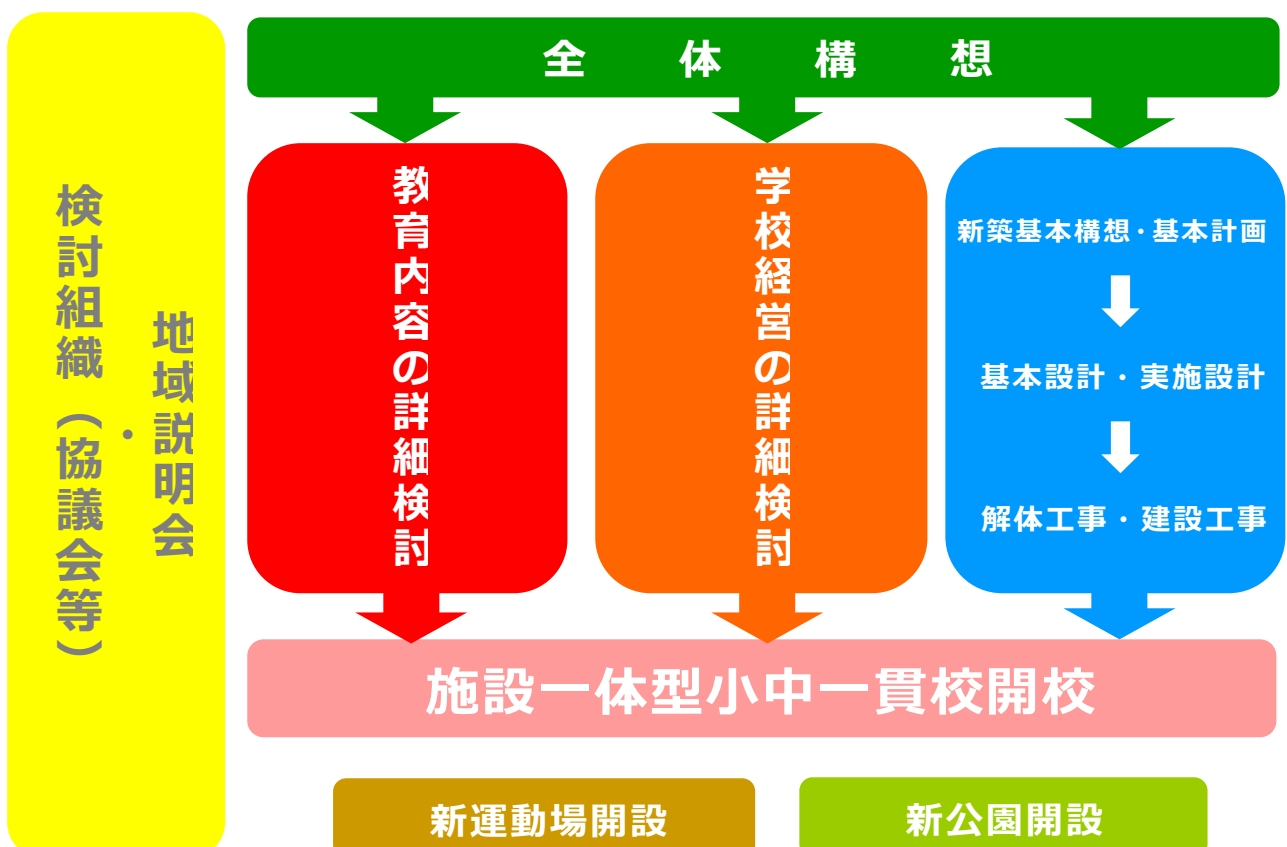 全体構想
地域説明会
・
検討組織（協議会等）
教育内容の詳細検討
学校経営の詳細検討
新築基本構想・基本計画
基本設計・実施設計
解体工事・建設工事
施設一体型小中一貫校開校
新運動場開設
新公園開設